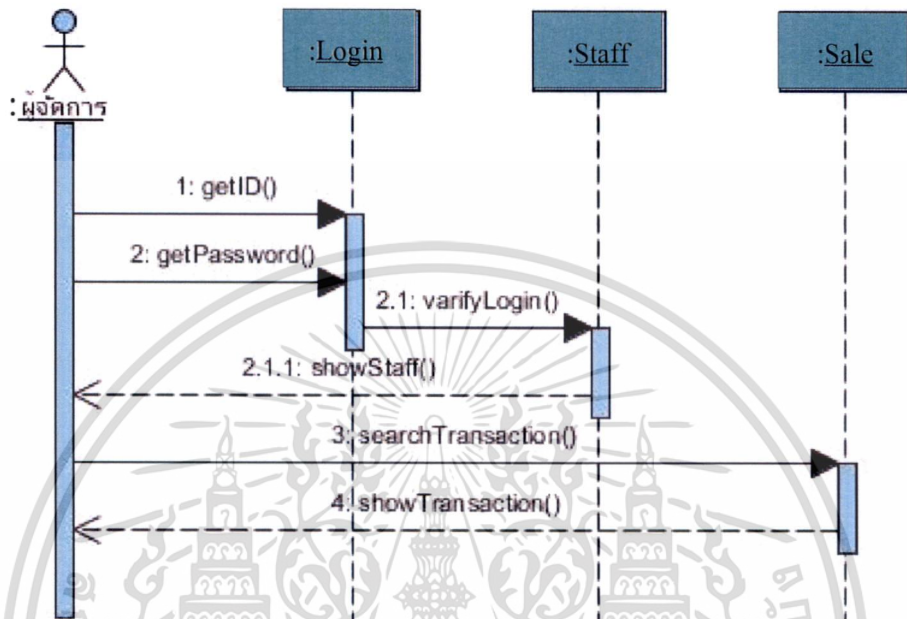 :Login
:Staff
:Sale
:ผู้จัดการ
1: getID()
2: getPassword()
2.1: varifyLogin()
2.1.1: showStaff()
3: searchTransaction()
4: showTransaction()